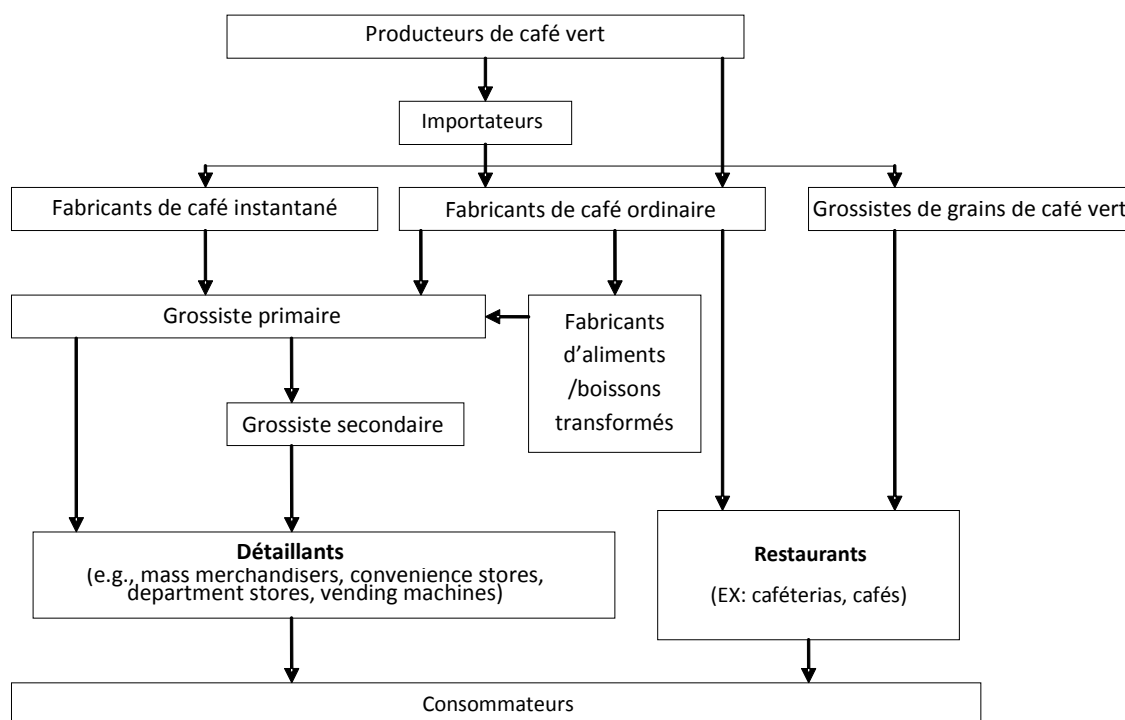 Producteurs de café vert
Importateurs
Fabricants de café instantané
Fabricants de café ordinaire
Grossistes de grains de café vert
Grossiste primaire
Fabricants
d’aliments
/boissons
transformés
Grossiste secondaire
Détaillants
(e.g., mass merchandisers, convenience stores,
department stores, vending machines)
Restaurants
(EX: caféterias, cafés)
Consommateurs